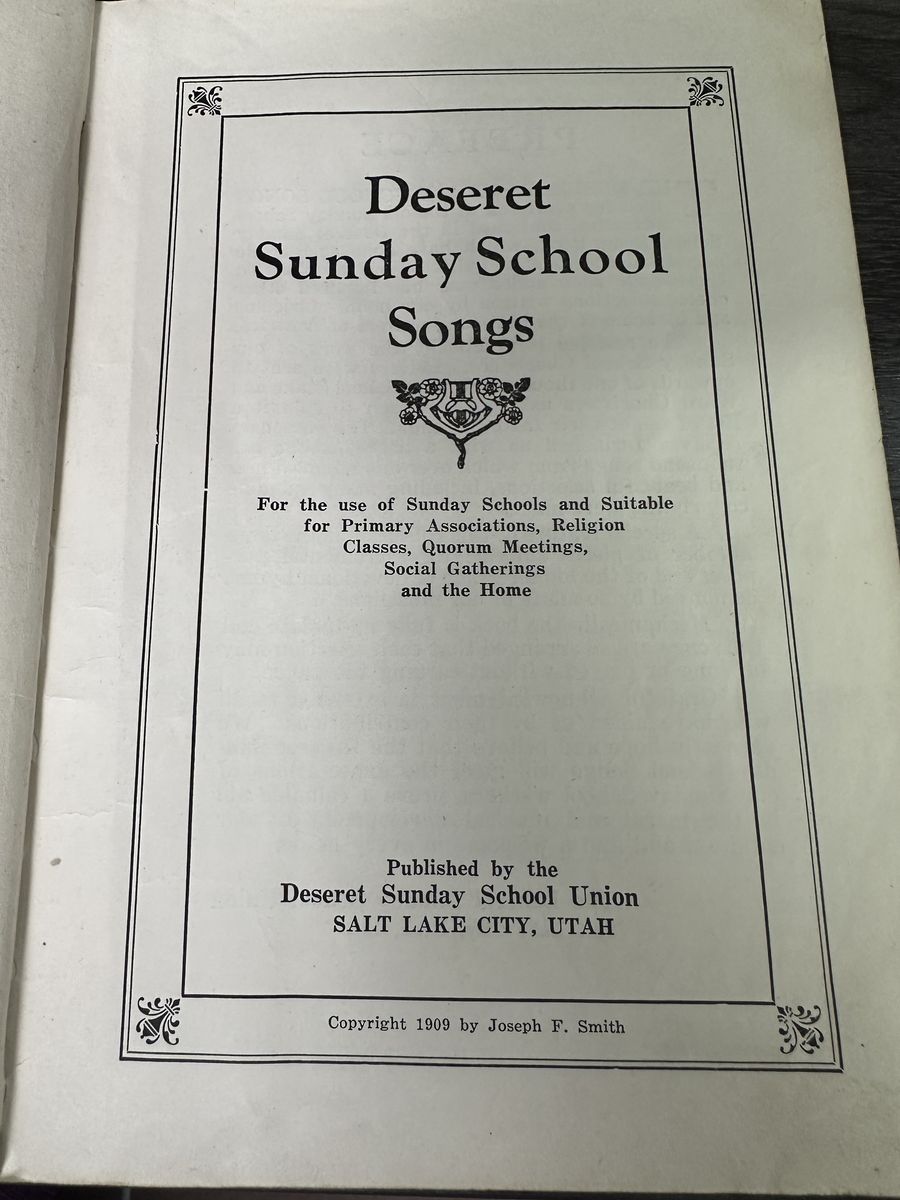 Deseret
Sunday School
Songs
For the use of Sunday Schools and Suitable
for Primary Associations, Religion
Classes, Quorum Meetings,
Social Gatherings
and the Home
Published by the
Deseret Sunday School Union
SALT LAKE CITY, UTAH
Copyright 1909 by Joseph F. Smith